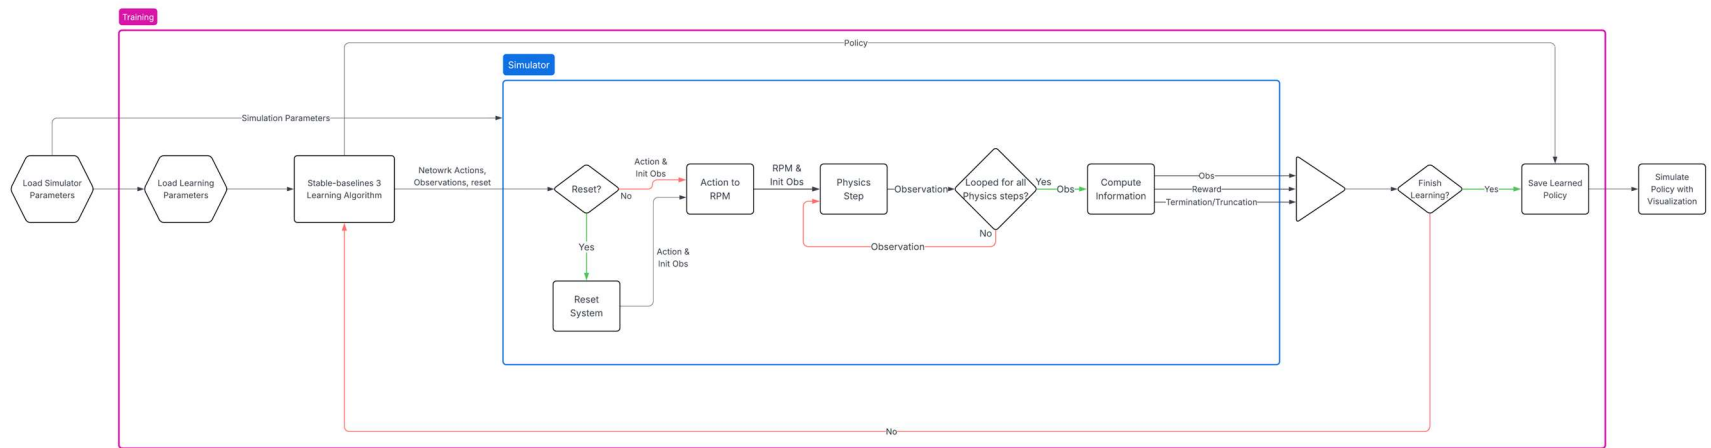 Training
Policy
Simulator
Simulation Parameters
Load Simulator
Parameters
Load Learning
Parameters
Stable-baselines 3
Learning Algorithm
Netowrk Actions,
Observations, reset
Reset?
Action &
Init Obs
No
Yes
Reset
System
Action &
Init Obs
Action to
RPM
RPM &
Init Obs
Physics
Step
Observation
Looped for all
Physics steps?
No
Observation
Yes
Obs
Compute
Information
Obs
Reward
Termination/Truncation
Finish
Learning?
Yes
Save Learned
Policy
Simulate
Policy with
Visualization
No